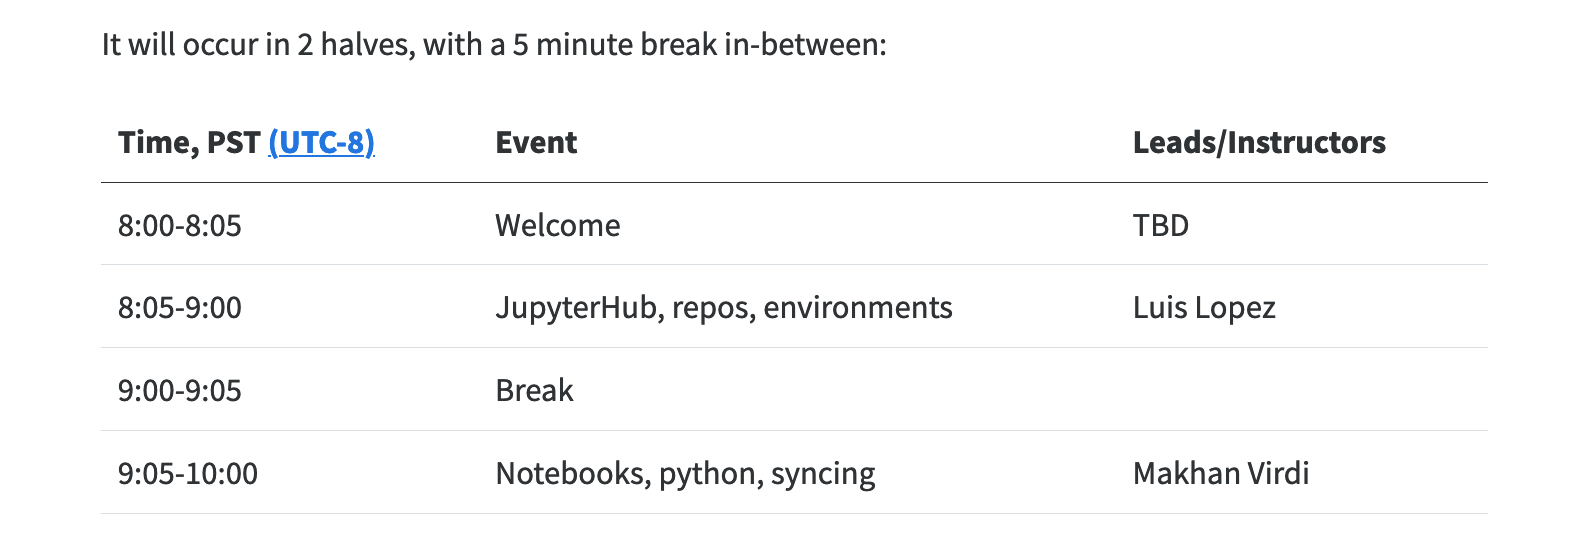 It will occur in 2 halves, with a 5 minute break in-between:
Time, PST (UTC-8) Event Leads/Instructors
8:00-8:05 Welcome TBD
8:05-9:00 JupyterHub, repos, environments Luis Lopez
9:00-9:05 Break
9:05-10:00 Notebooks, python, syncing Makhan Virdi